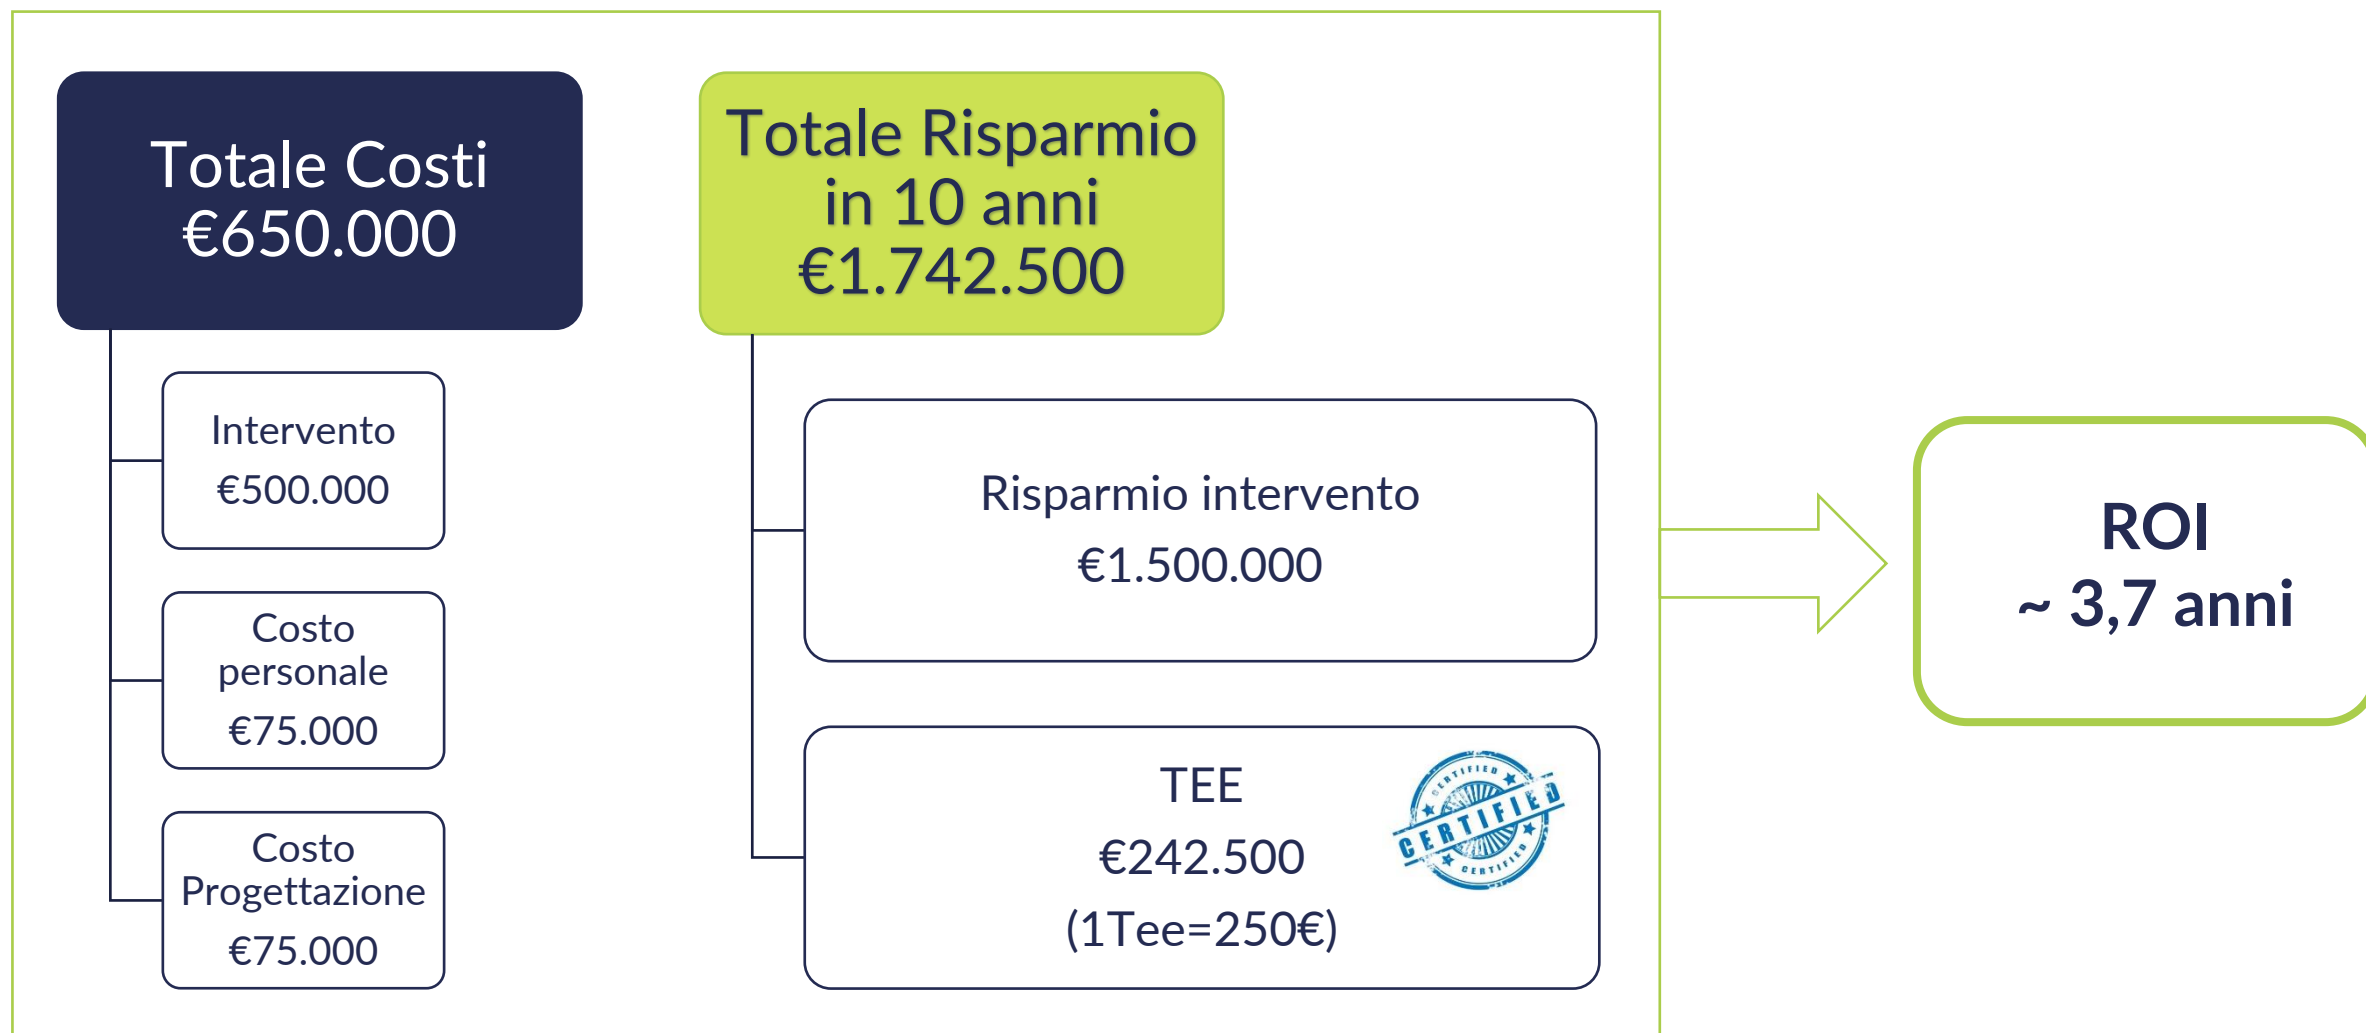 Totale Costi
€650.000
Intervento
€500.000
Costo
personale
€75.000
Costo
Progettazione
€75.000
Totale Risparmio
in 10 anni
€1.742.500
Risparmio intervento
€1.500.000
TEE
€242.500
(1Tee=250€)
CERTIFIED
CERTIFIED
CERTIFIED
ROI
~ 3,7 anni